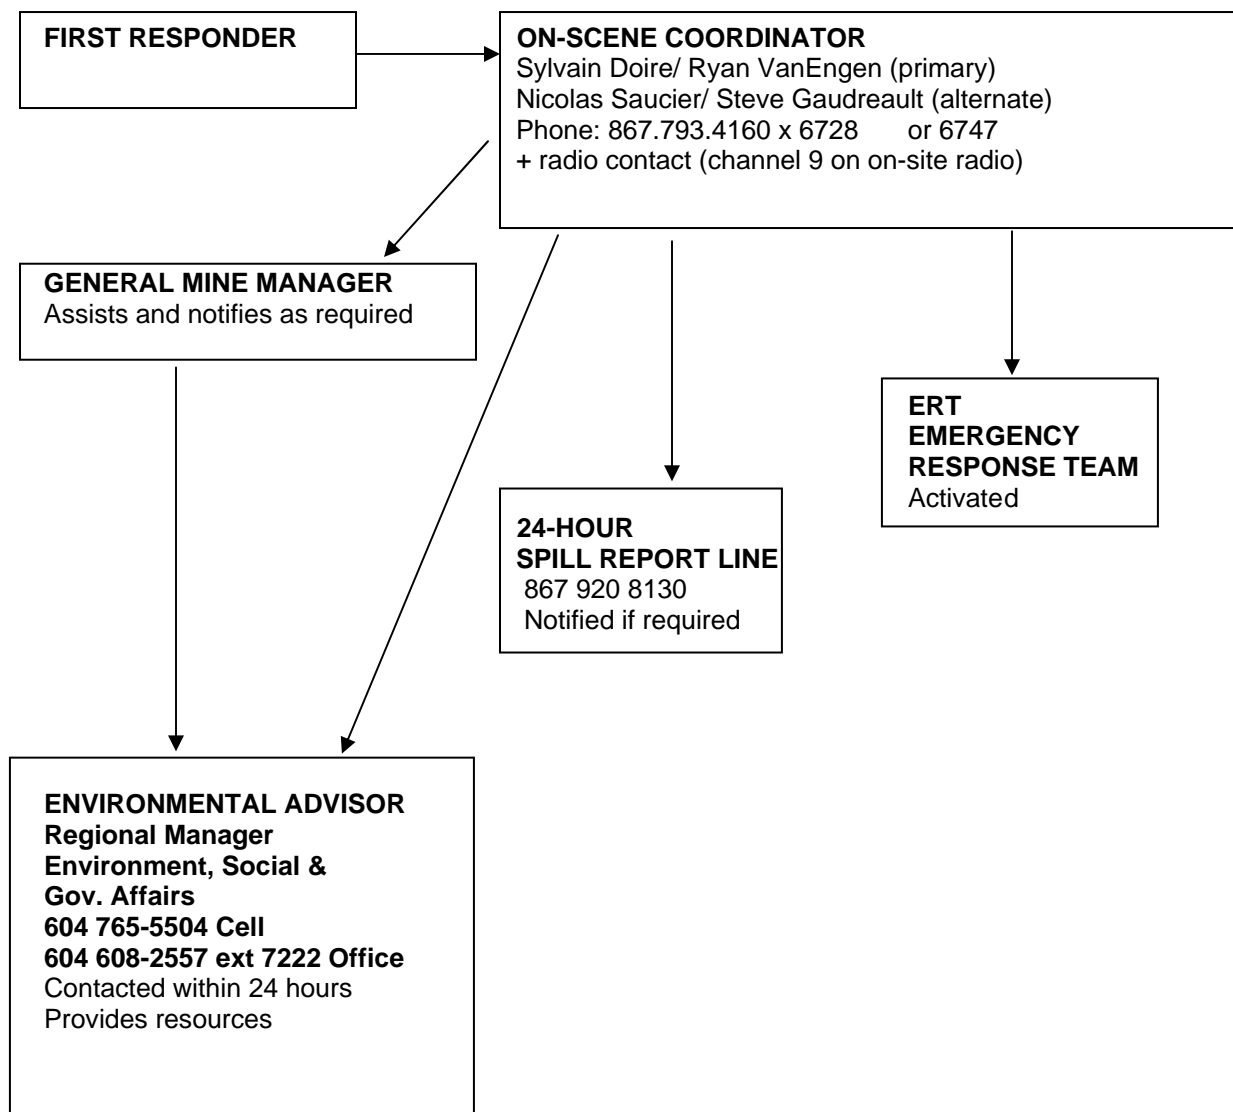 FIRST RESPONDER
ON-SCENE COORDINATOR
Sylvain Doire/ Ryan VanEngen (primary)
Nicolas Saucier/ Steve Gaudreault (alternate)
Phone: 867.793.4160 x 6728 or 6747
+ radio contact (channel 9 on on-site radio)
GENERAL MINE MANAGER
Assists and notifies as required
ERT
EMERGENCY
RESPONSE TEAM
Activated
24-HOUR
SPILL REPORT LINE
867 920 8130
Notified if required
ENVIRONMENTAL ADVISOR
Regional Manager
Environment, Social &
Gov. Affairs
604 765-5504 Cell
604 608-2557 ext 7222 Office
Contacted within 24 hours
Provides resources